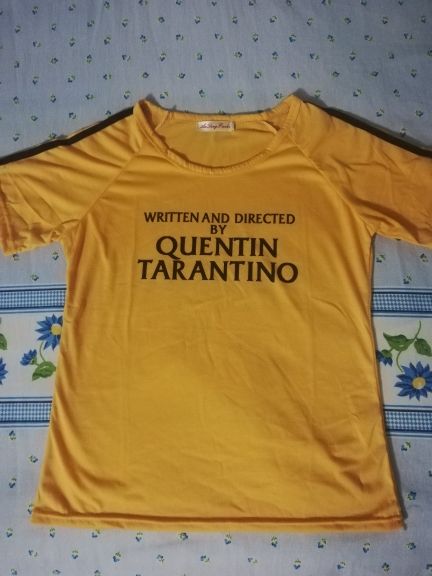 WRITTEN AND DIRECTED
BY
QUENTIN
TARANTINO